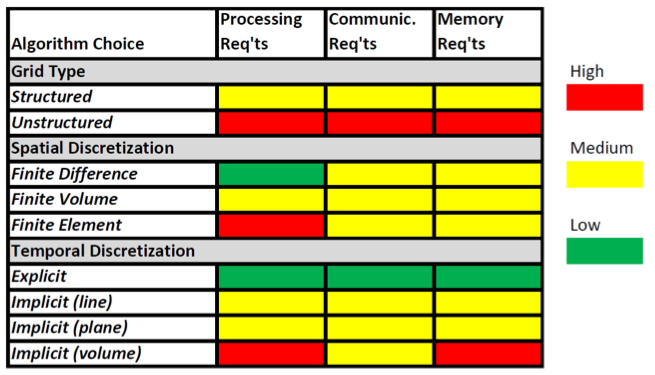 Algorithm Choice Processing Req'ts Communic. Req'ts Memory Req'ts
Grid Type
Structured
Unstructured
Spatial Discretization
Finite Difference
Finite Volume
Finite Element
Temporal Discretization
Explicit
Implicit (line)
Implicit (plane)
Implicit (volume)
High
Medium
Low